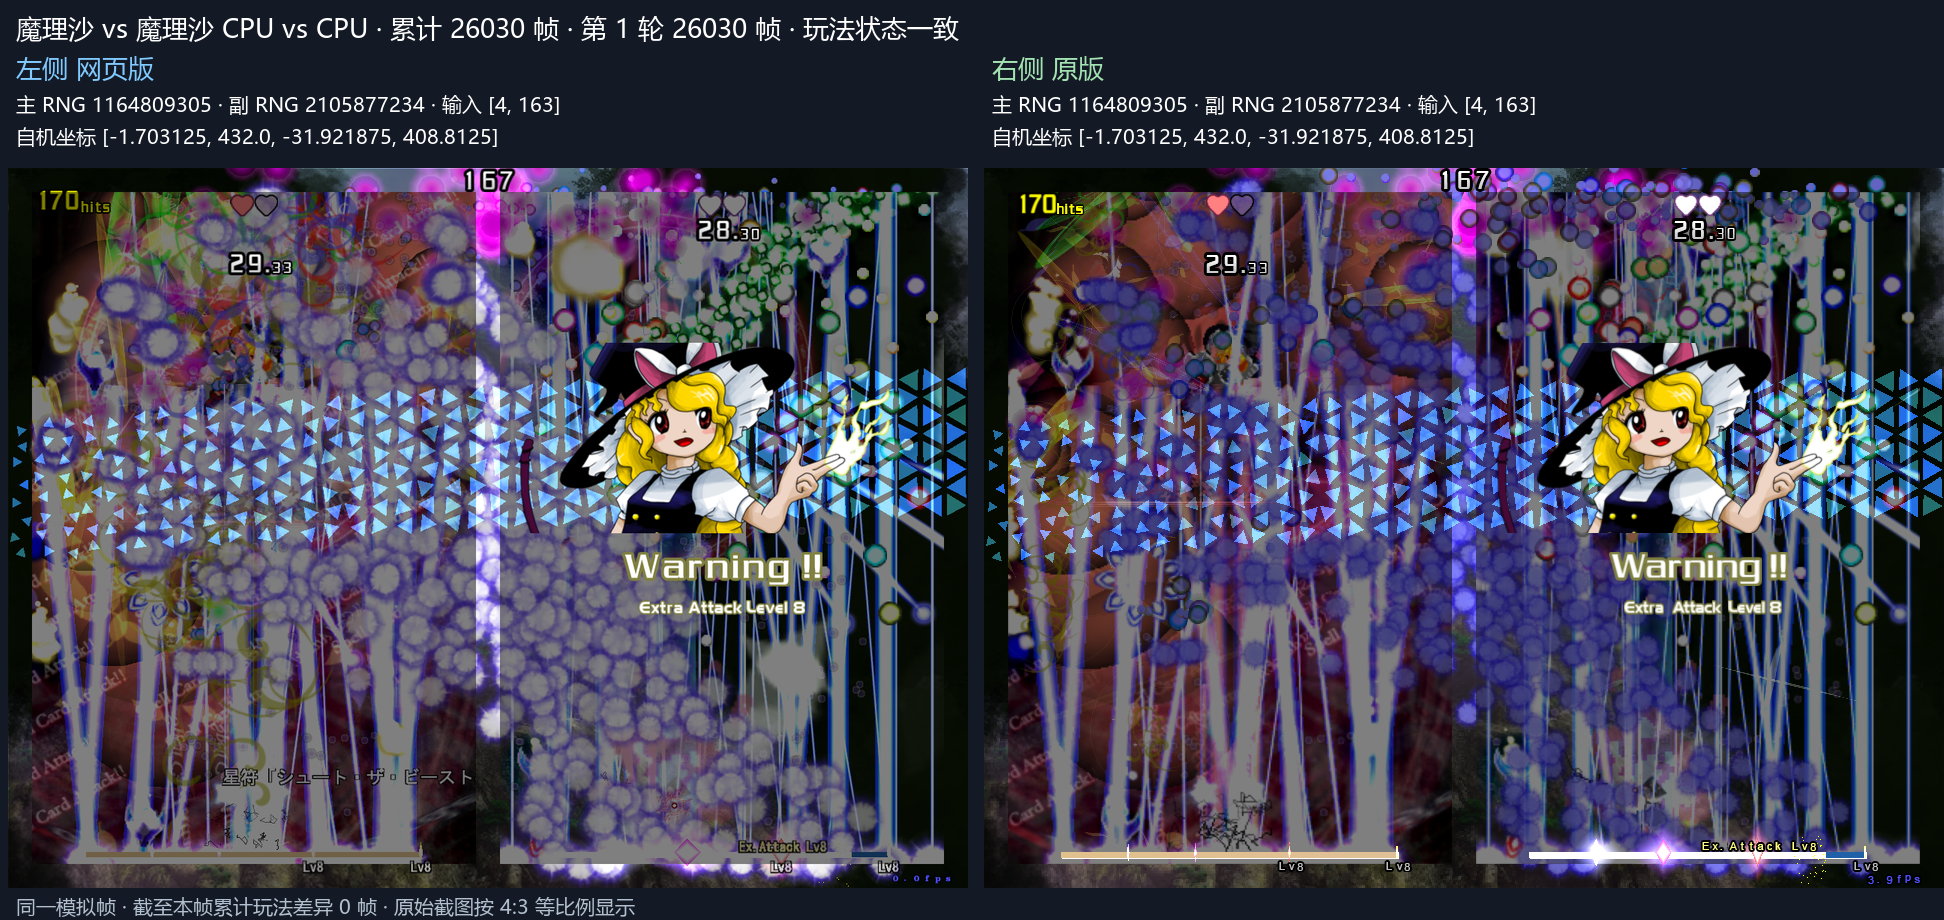 魔理沙 vs 魔理沙 CPU vs CPU · 累计 26030 帧 · 第 1 轮 26030 帧 · 玩法状态一致
左侧 网页版
主 RNG 1164809305 · 副 RNG 2105877234 · 输入 [4, 163]
自机坐标 [-1.703125, 432.0, -31.921875, 408.8125]
170hits
167
28.30
29.33
Warning !!
Extra Attack Level 8
Card Attack!!
星符「シュート・ザ・ビースト
Ex.Attack Lv8
Lv8
Lv8
Lv8
Lv8
0.0fps
右侧 原版
主 RNG 1164809305 · 副 RNG 2105877234 · 输入 [4, 163]
自机坐标 [-1.703125, 432.0, -31.921875, 408.8125]
170hits
167
28.30
29.33
Warning !!
Extra Attack Level 8
Ex.Attack Lv8
Lv8
Lv8
Lv8
3.9fps
同一模拟帧 · 截至本帧累计玩法差异 0 帧 · 原始截图按 4:3 等比例显示